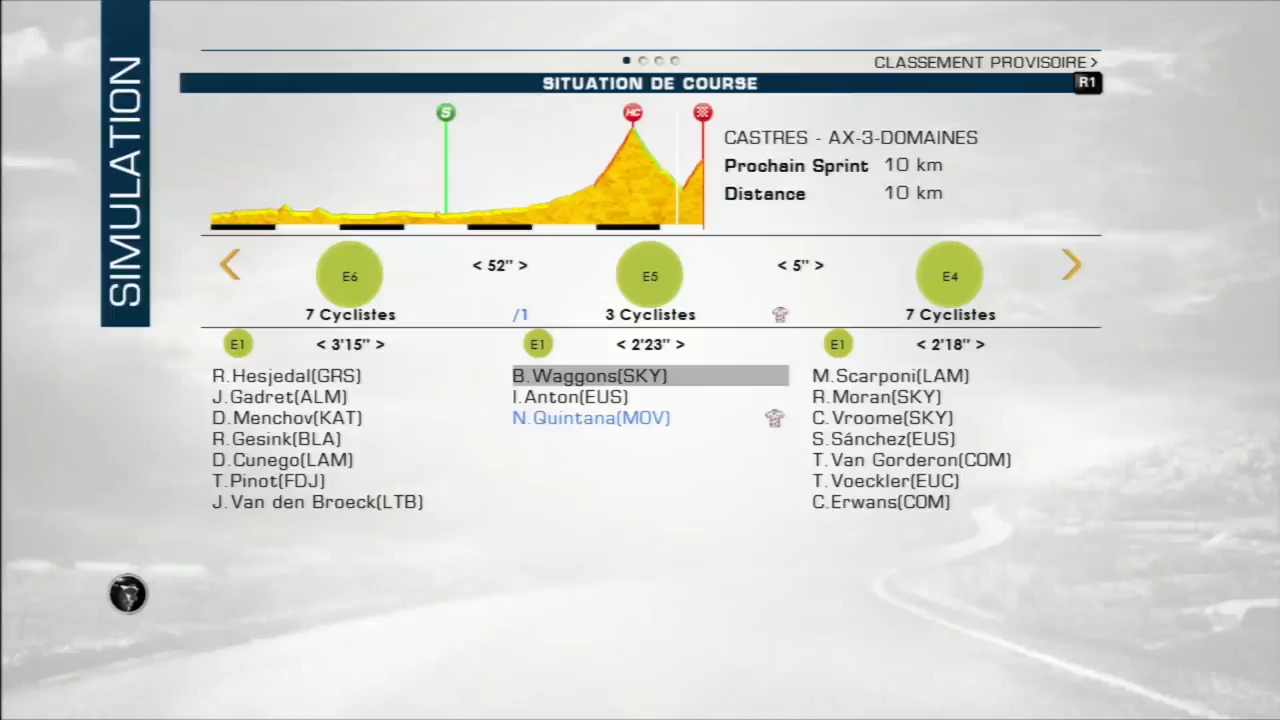 SIMULATION
CLASSEMENT PROVISOIRE >
SITUATION DE COURSE
R1
S
HC
CASTRES - AX-3-DOMAINES
Prochain Sprint 10 km
Distance 10 km
E6 < 52" > E5 < 5" > E4
7 Cyclistes /1 3 Cyclistes 7 Cyclistes
E1 < 3'15" > E1 < 2'23" > E1 < 2'18" >
R.Hesjedal(GRS)
J.Gadret(ALM)
D.Menchov(KAT)
R.Gesink(BLA)
D.Cunego(LAM)
T.Pinot(FDJ)
J.Van den Broeck(LTB)
B.Waggons(SKY)
I.Anton(EUS)
N.Quintana(MOV)
M.Scarponi(LAM)
R.Moran(SKY)
C.Vroome(SKY)
S.Sánchez(EUS)
T.Van Gorderon(COM)
T.Voeckler(EUC)
C.Erwans(COM)